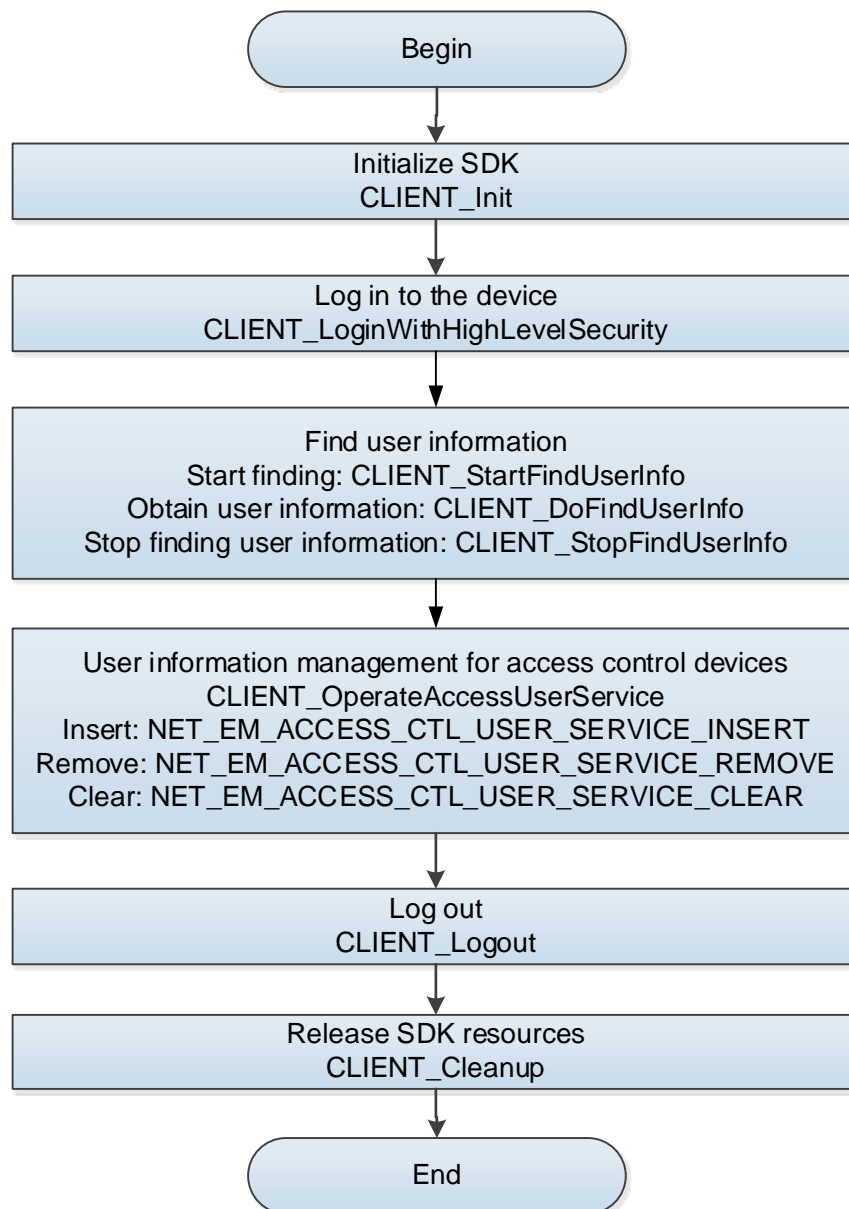 Begin
Initialize SDK
CLIENT_Init
Log in to the device
CLIENT_LoginWithHighLevelSecurity
Find user information
Start finding: CLIENT_StartFindUserInfo
Obtain user information: CLIENT_DoFindUserInfo
Stop finding user information: CLIENT_StopFindUserInfo
User information management for access control devices
CLIENT_OperateAccessUserService
Insert: NET_EM_ACCESS_CTL_USER_SERVICE_INSERT
Remove: NET_EM_ACCESS_CTL_USER_SERVICE_REMOVE
Clear: NET_EM_ACCESS_CTL_USER_SERVICE_CLEAR
Log out
CLIENT_Logout
Release SDK resources
CLIENT_Cleanup
End